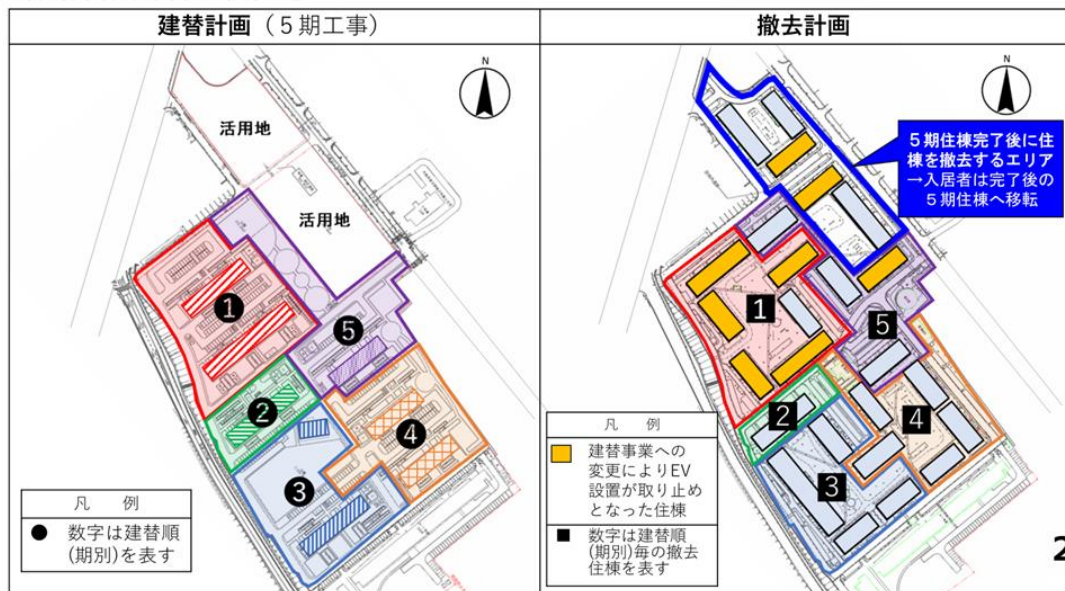 建替計画（５期工事）
N
活用地
活用地
❶
❺
❷
❹
❸
凡 例
● 数字は建替順
(期別)を表す
撤去計画
N
５期住棟完了後に住
棟を撤去するエリア
→入居者は完了後の
５期住棟へ移転
1
5
2
4
3
凡 例
建替事業への
変更によりEV
設置が取り止め
となった住棟
■ 数字は建替順
(期別)毎の撤去
住棟を表す
2